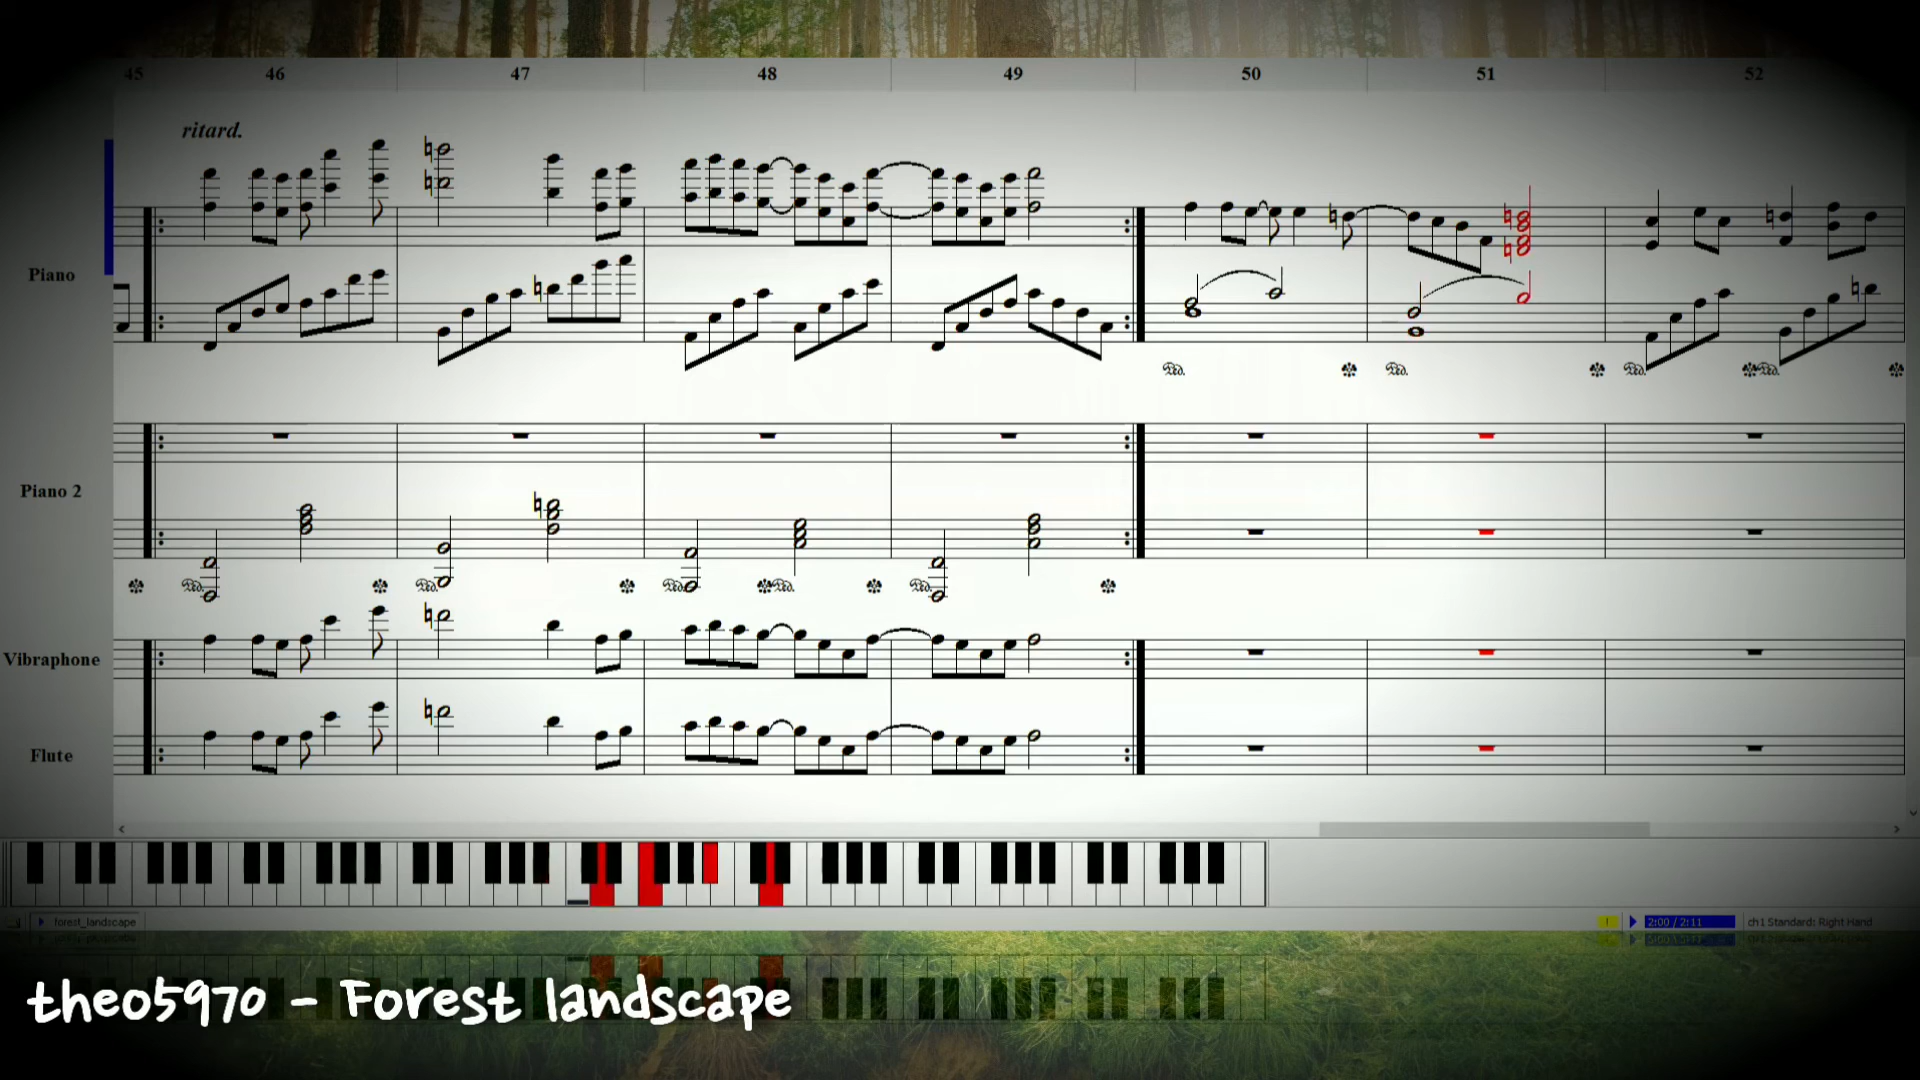 45 46 47 48 49 50 51 52
ritard.
Piano
Piano 2
Vibraphone
Flute
forest_landscape
2:00 / 2:11 ch1 Standard: Right Hand
theo5970 - Forest landscape